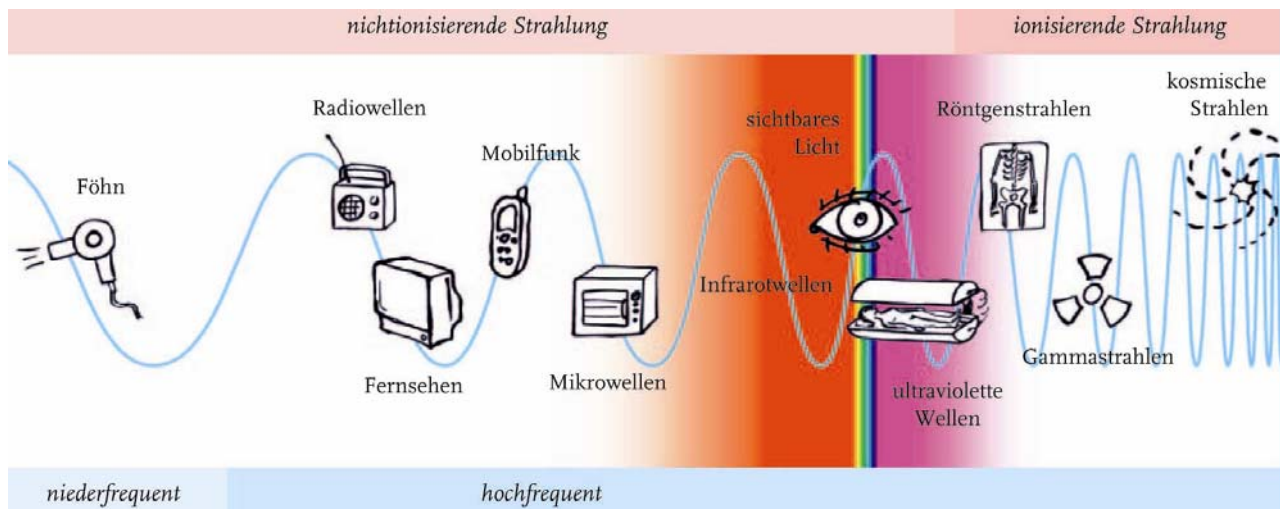 nichtionisierende Strahlung
ionisierende Strahlung
Föhn
Radiowellen
Fernsehen
Mobilfunk
Mikrowellen
Infrarotwellen
sichtbares
Licht
ultraviolette
Wellen
Röntgenstrahlen
Gammastrahlen
kosmische
Strahlen
niederfrequent
hochfrequent